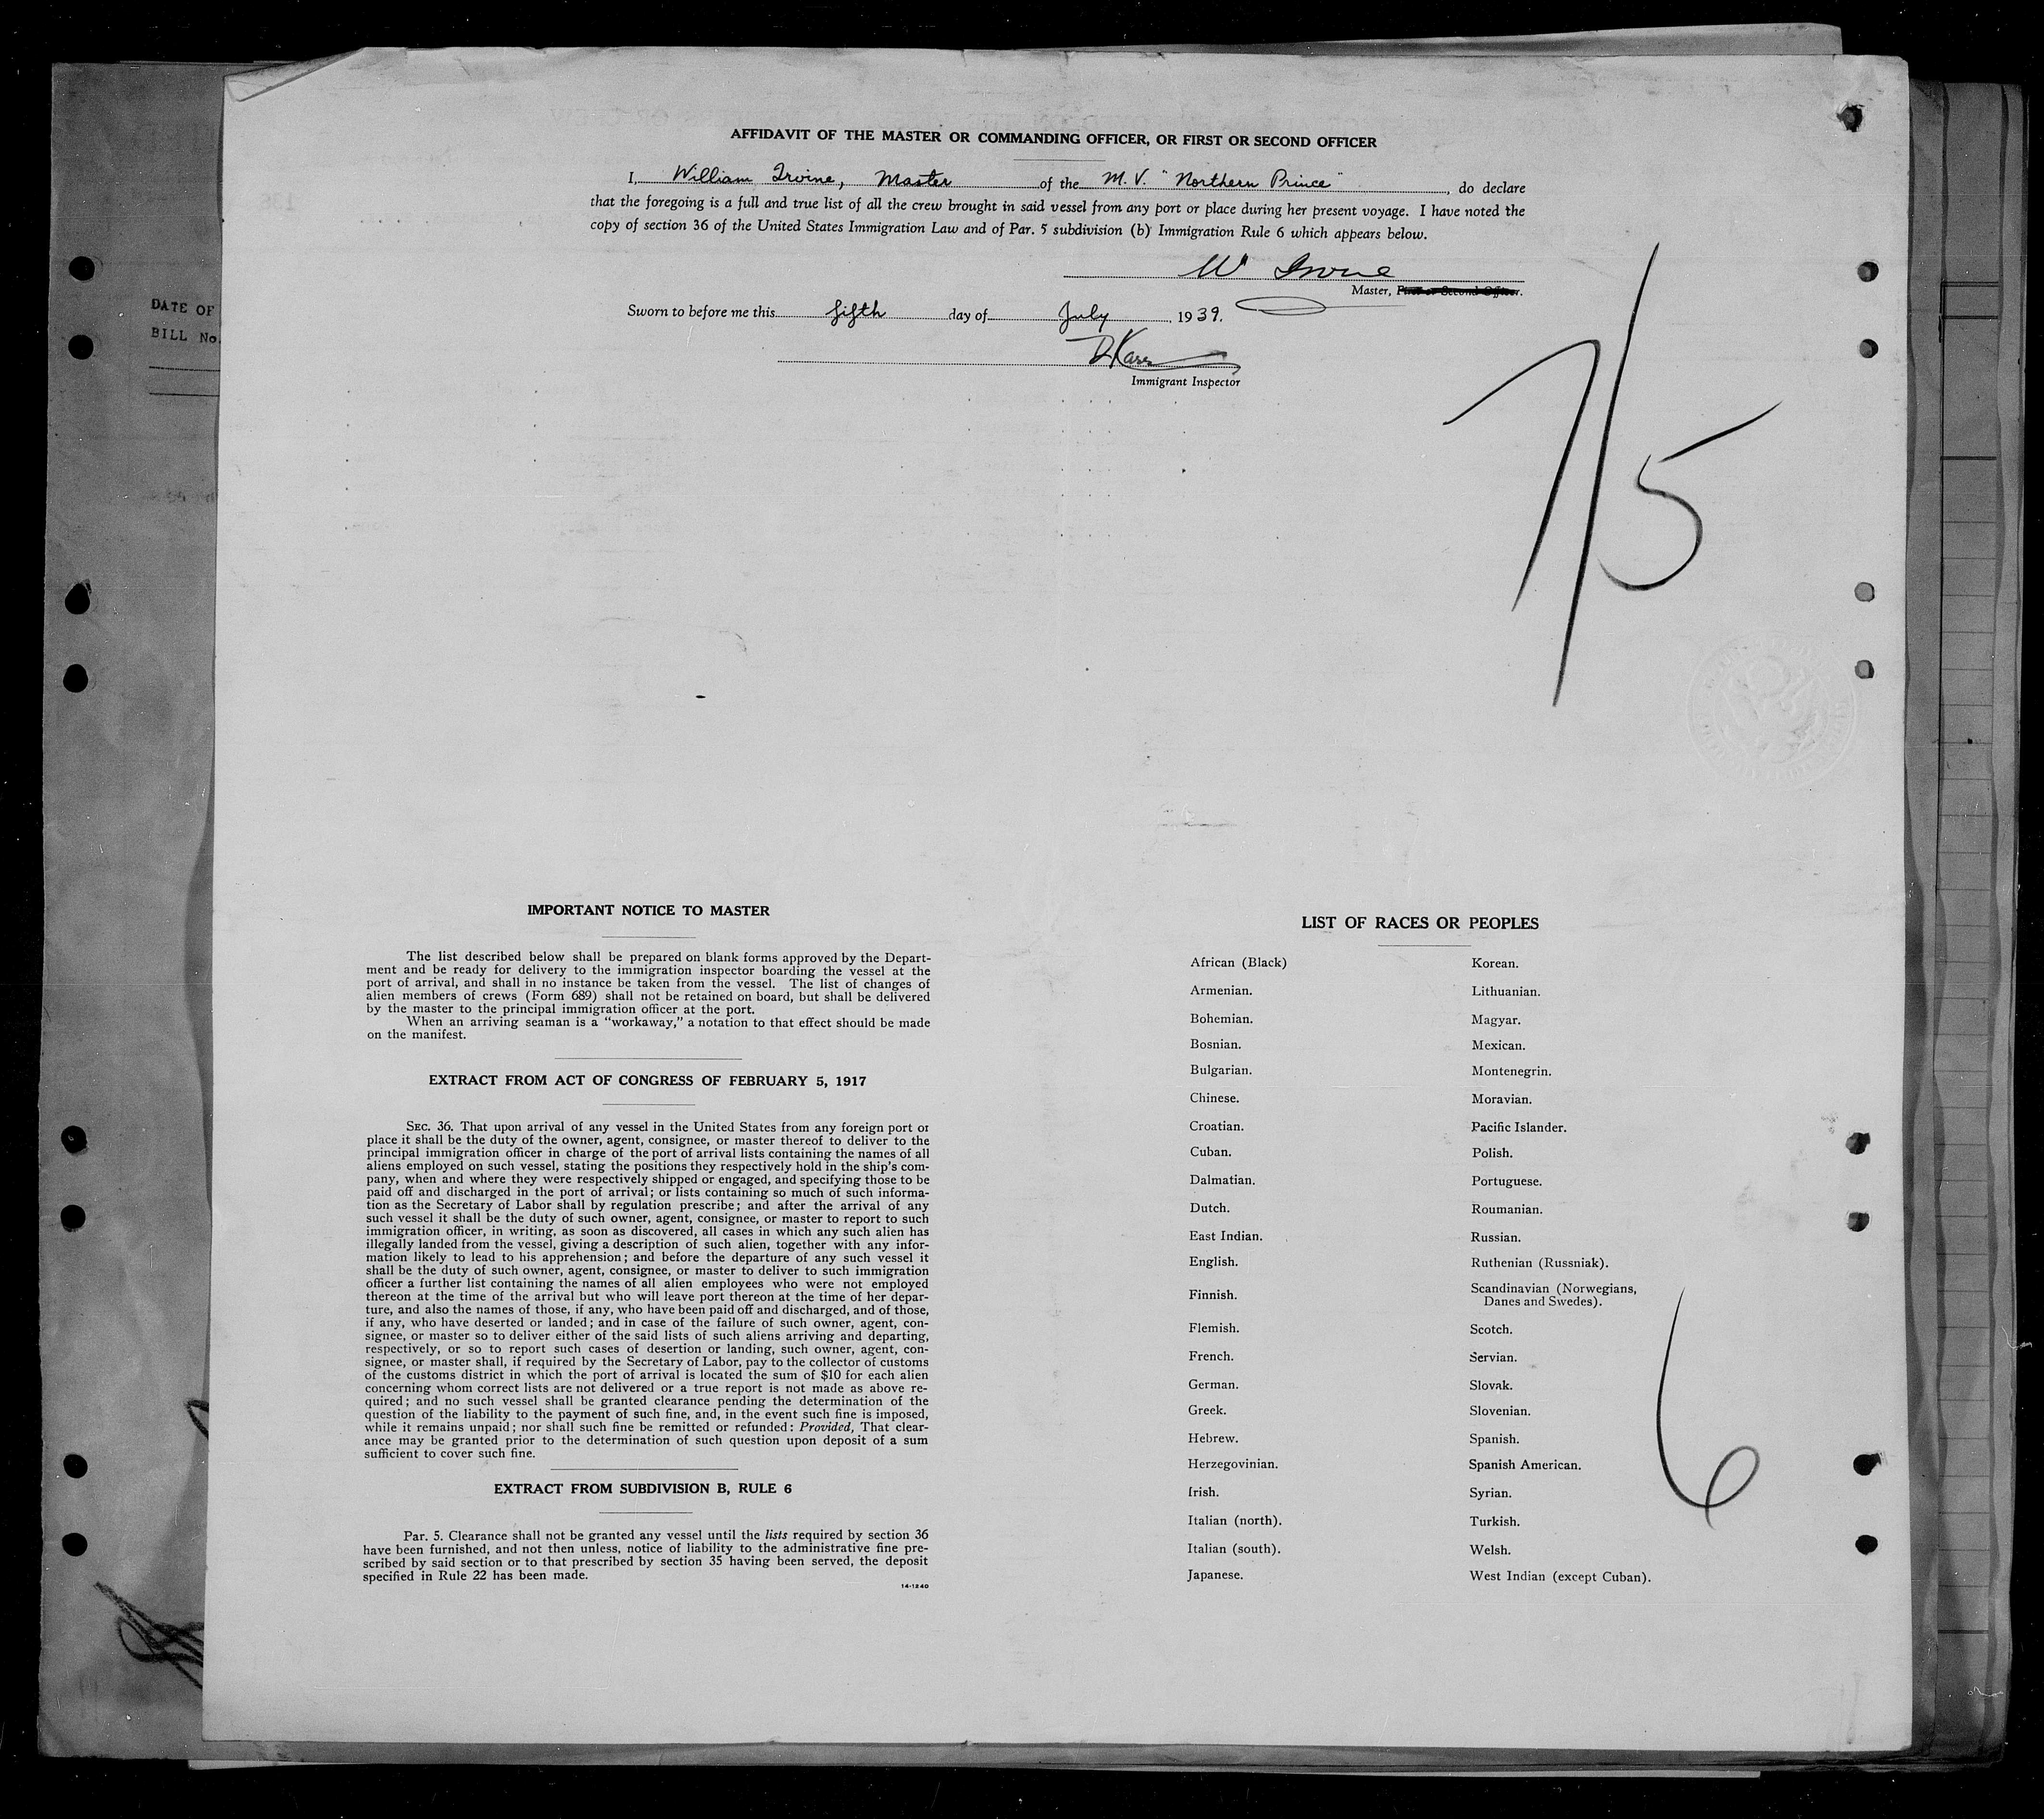 AFFIDAVIT OF THE MASTER OR COMMANDING OFFICER, OR FIRST OR SECOND OFFICER
I, William Irvine, Master of the M. V. "Northern Prince", do declare
that the foregoing is a full and true list of all the crew brought in said vessel from any port or place during her present voyage. I have noted the
copy of section 36 of the United States Immigration Law and of Par. 5 subdivision (b) Immigration Rule 6 which appears below.
Wm Irvine
Master, First or Second Officer.
Sworn to before me this fifth day of July, 1939.
Immigrant Inspector
DATE OF
BILL No.
7/5
IMPORTANT NOTICE TO MASTER
The list described below shall be prepared on blank forms approved by the Depart-
ment and be ready for delivery to the immigration inspector boarding the vessel at the
port of arrival, and shall in no instance be taken from the vessel. The list of changes of
alien members of crews (Form 689) shall not be retained on board, but shall be delivered
by the master to the principal immigration officer at the port.
When an arriving seaman is a "workaway," a notation to that effect should be made
on the manifest.
EXTRACT FROM ACT OF CONGRESS OF FEBRUARY 5, 1917
SEC. 36. That upon arrival of any vessel in the United States from any foreign port or
place it shall be the duty of the owner, agent, consignee, or master thereof to deliver to the
principal immigration officer in charge of the port of arrival lists containing the names of all
aliens employed on such vessel, stating the positions they respectively hold in the ship's com-
pany, when and where they were respectively shipped or engaged, and specifying those to be
paid off and discharged in the port of arrival; or lists containing so much of such informa-
tion as the Secretary of Labor shall by regulation prescribe; and after the arrival of any
such vessel it shall be the duty of such owner, agent, consignee, or master to report to such
immigration officer, in writing, as soon as discovered, all cases in which any such alien has
illegally landed from the vessel, giving a description of such alien, together with any infor-
mation likely to lead to his apprehension; and before the departure of any such vessel it
shall be the duty of such owner, agent, consignee, or master to deliver to such immigration
officer a further list containing the names of all alien employees who were not employed
thereon at the time of the arrival but who will leave port thereon at the time of her depar-
ture, and also the names of those, if any, who have been paid off and discharged, and of those,
if any, who have deserted or landed; and in case of the failure of such owner, agent, con-
signee, or master so to deliver either of the said lists of such aliens arriving and departing,
respectively, or so to report such cases of desertion or landing, such owner, agent, con-
signee, or master shall, if required by the Secretary of Labor, pay to the collector of customs
of the customs district in which the port of arrival is located the sum of $10 for each alien
concerning whom correct lists are not delivered or a true report is not made as above re-
quired; and no such vessel shall be granted clearance pending the determination of the
question of the liability to the payment of such fine, and, in the event such fine is imposed,
while it remains unpaid; nor shall such fine be remitted or refunded: Provided, That clear-
ance may be granted prior to the determination of such question upon deposit of a sum
sufficient to cover such fine.
EXTRACT FROM SUBDIVISION B, RULE 6
Par. 5. Clearance shall not be granted any vessel until the lists required by section 36
have been furnished, and not then unless, notice of liability to the administrative fine pre-
scribed by said section or to that prescribed by section 35 having been served, the deposit
specified in Rule 22 has been made.
14-1240
LIST OF RACES OR PEOPLES
African (Black)
Armenian.
Bohemian.
Bosnian.
Bulgarian.
Chinese.
Croatian.
Cuban.
Dalmatian.
Dutch.
East Indian.
English.
Finnish.
Flemish.
French.
German.
Greek.
Hebrew.
Herzegovinian.
Irish.
Italian (north).
Italian (south).
Japanese.
Korean.
Lithuanian.
Magyar.
Mexican.
Montenegrin.
Moravian.
Pacific Islander.
Polish.
Portuguese.
Roumanian.
Russian.
Ruthenian (Russniak).
Scandinavian (Norwegians,
Danes and Swedes).
Scotch.
Servian.
Slovak.
Slovenian.
Spanish.
Spanish American.
Syrian.
Turkish.
Welsh.
West Indian (except Cuban).
6